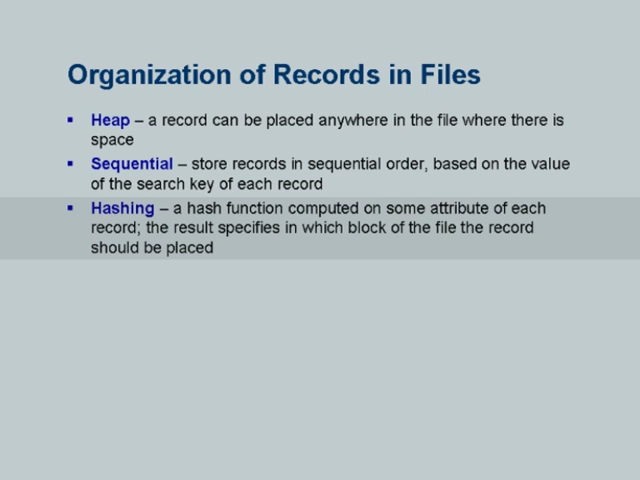 Organization of Records in Files
▪ Heap – a record can be placed anywhere in the file where there is
space
▪ Sequential – store records in sequential order, based on the value
of the search key of each record
▪ Hashing – a hash function computed on some attribute of each
record; the result specifies in which block of the file the record
should be placed